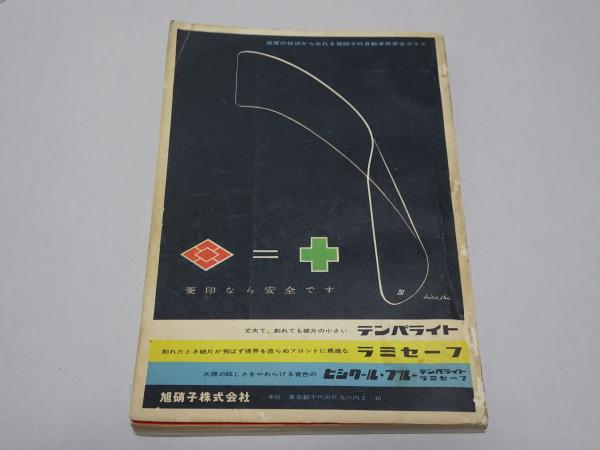 高度の技術から生れる旭硝子の自動車用安全ガラス
=
菱印なら安全です
hiroshi
丈夫で、割れても破片の小さい テンパライト
割れたとき破片が飛ばず視界を遮らぬフロントに最適な ラミセーフ
太陽の眩しさをやわらげる青色の ヒシクール・ブルー テンパライト ラミセーフ
旭硝子株式会社 本社 東京都千代田区丸の内2-16